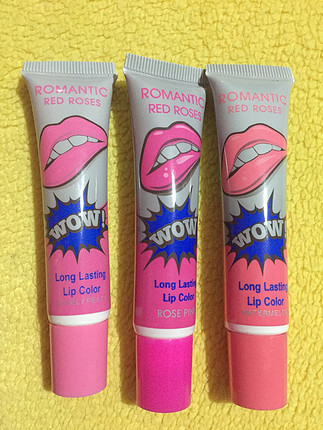 ROMANTIC
RED ROSES
WOW!
Long Lasting
Lip Color
ROMANTIC
RED ROSES
WOW!
Long Lasting
Lip Color
ROSE PINK
ROMANTIC
RED ROSES
WOW!
Long Lasting
Lip Color
WATERMELON